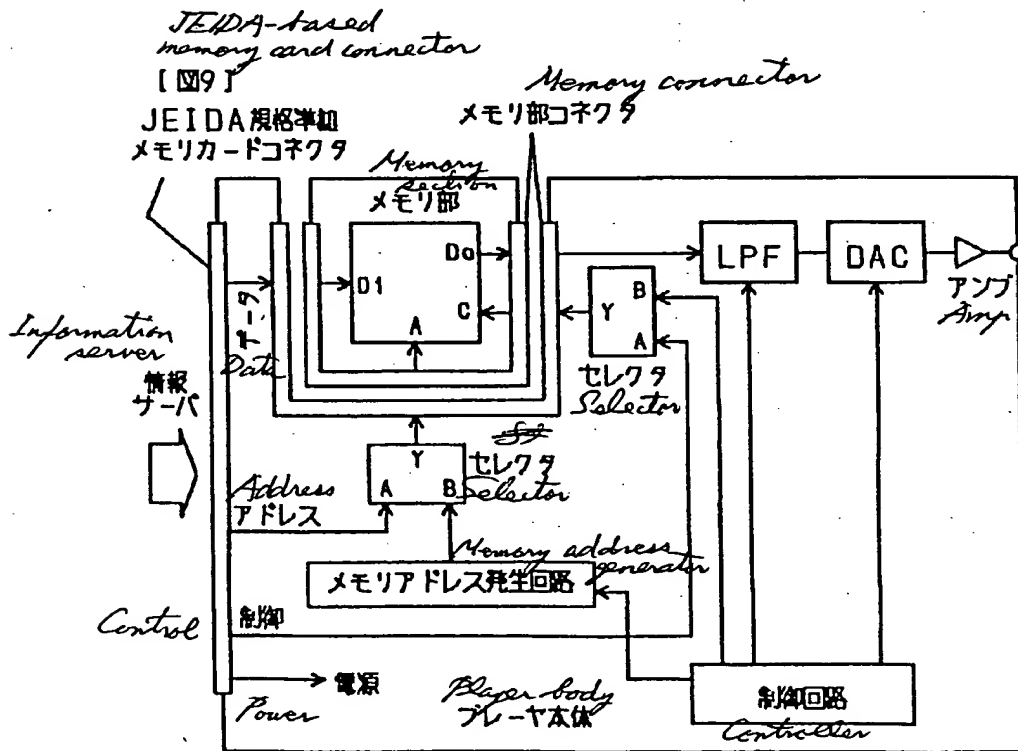 JEIDA-based
memory card connector
【図9】
JEIDA規格準拠
メモリカードコネクタ
Memory connector
メモリ部コネクタ
Memory
section
メモリ部
Do
D1
C
A
LPF
DAC
アンプ
Amp
B
Y
A
セレクタ
Selector
データ
Data
Information
server
情報
サーバ
Y
A
B
セレクタ
Selector
Address
アドレス
Memory address
generator
メモリアドレス発生回路
Control
制御
電源
Power
Player body
プレーヤ本体
制御回路
Controller